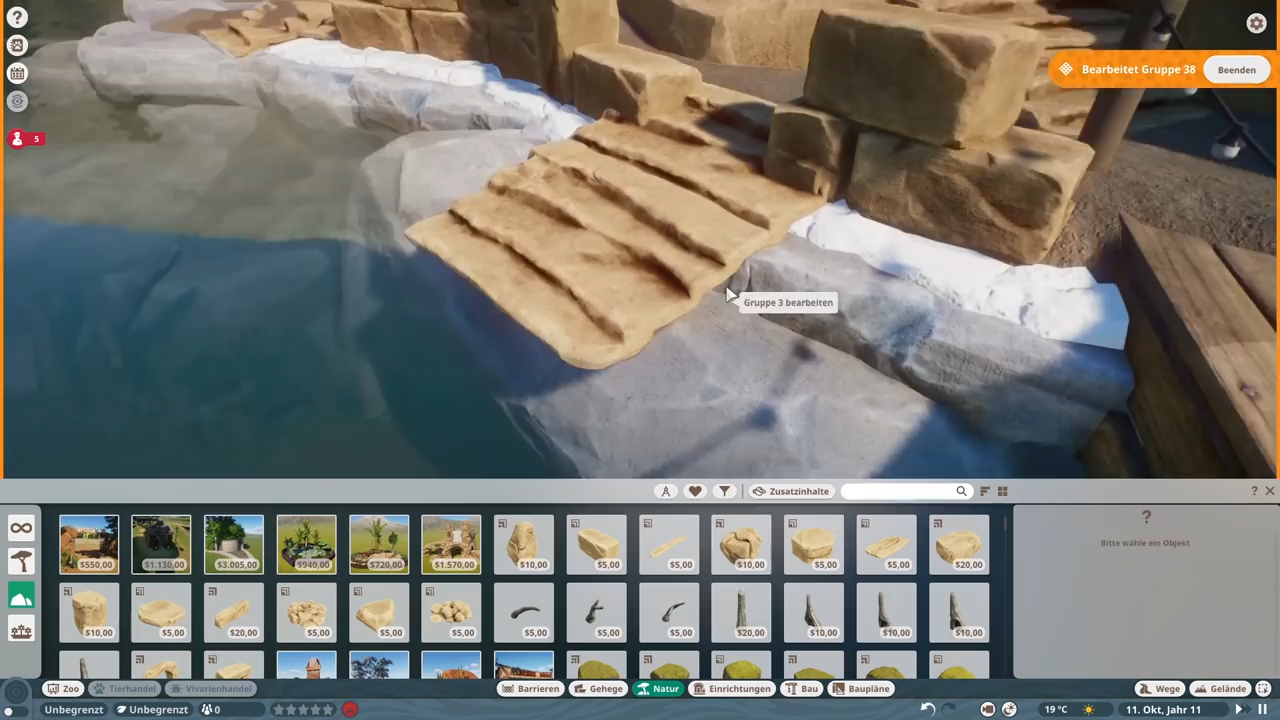 ?
Bearbeitet Gruppe 38
Beenden
5
Gruppe 3 bearbeiten
Zusatzinhalte
? ×
$550,00 $1.130,00 $3.005,00 $940,00 $720,00 $1.570,00 $10,00 $5,00 $5,00 $10,00 $5,00 $5,00 $20,00
?
Bitte wähle ein Objekt
$10,00 $5,00 $20,00 $5,00 $5,00 $5,00 $5,00 $5,00 $5,00 $20,00 $10,00 $10,00 $10,00
Zoo Tierhandel Vivarienhandel Barrieren Gehege Natur Einrichtungen Bau Baupläne Wege Gelände
Unbegrenzt Unbegrenzt 0 19 °C 11. Okt, Jahr 11